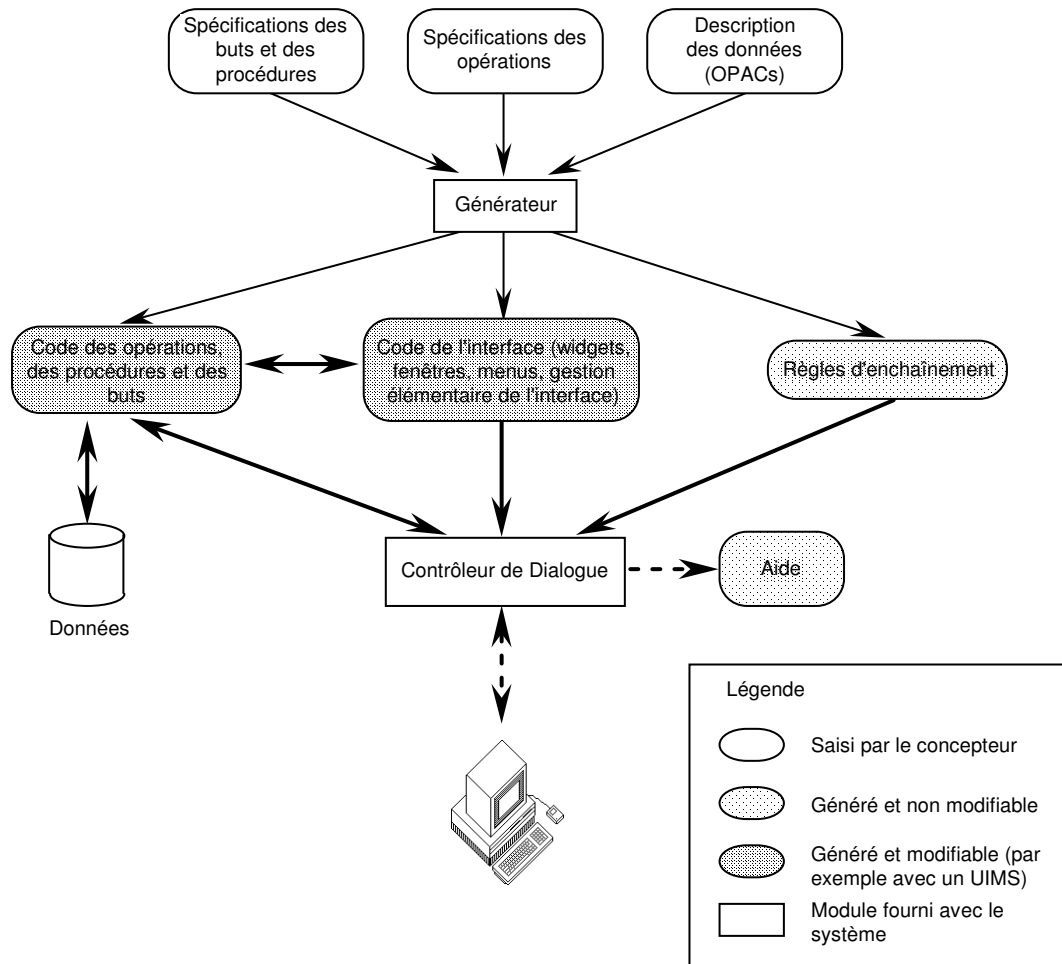 Spécifications des
buts et des
procédures
Spécifications des
opérations
Description
des données
(OPACs)
Générateur
Code des opérations,
des procédures et des
buts
Code de l'interface (widgets,
fenêtres, menus, gestion
élémentaire de l'interface)
Règles d'enchaînement
Contrôleur de Dialogue
Aide
Données
Légende
Saisi par le concepteur
Généré et non modifiable
Généré et modifiable (par
exemple avec un UIMS)
Module fourni avec le
système